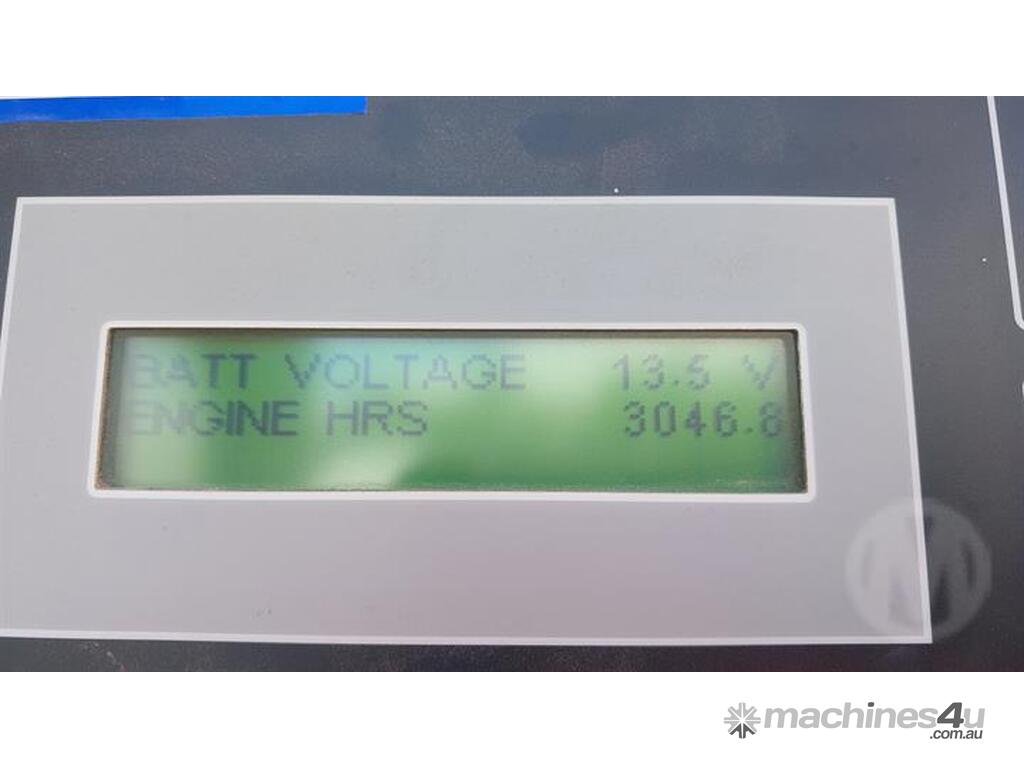 BATT VOLTAGE 13.5 V
ENGINE HRS 3046.8
M
machines4u
.com.au